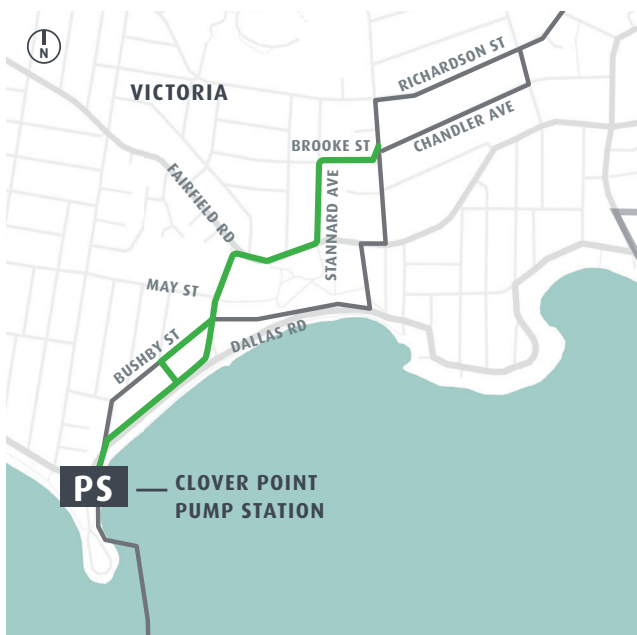 N
VICTORIA
RICHARDSON ST
CHANDLER AVE
BROOKE ST
FAIRFIELD RD
STANNARD AVE
MAY ST
BUSHBY ST
DALLAS RD
PS
CLOVER POINT
PUMP STATION